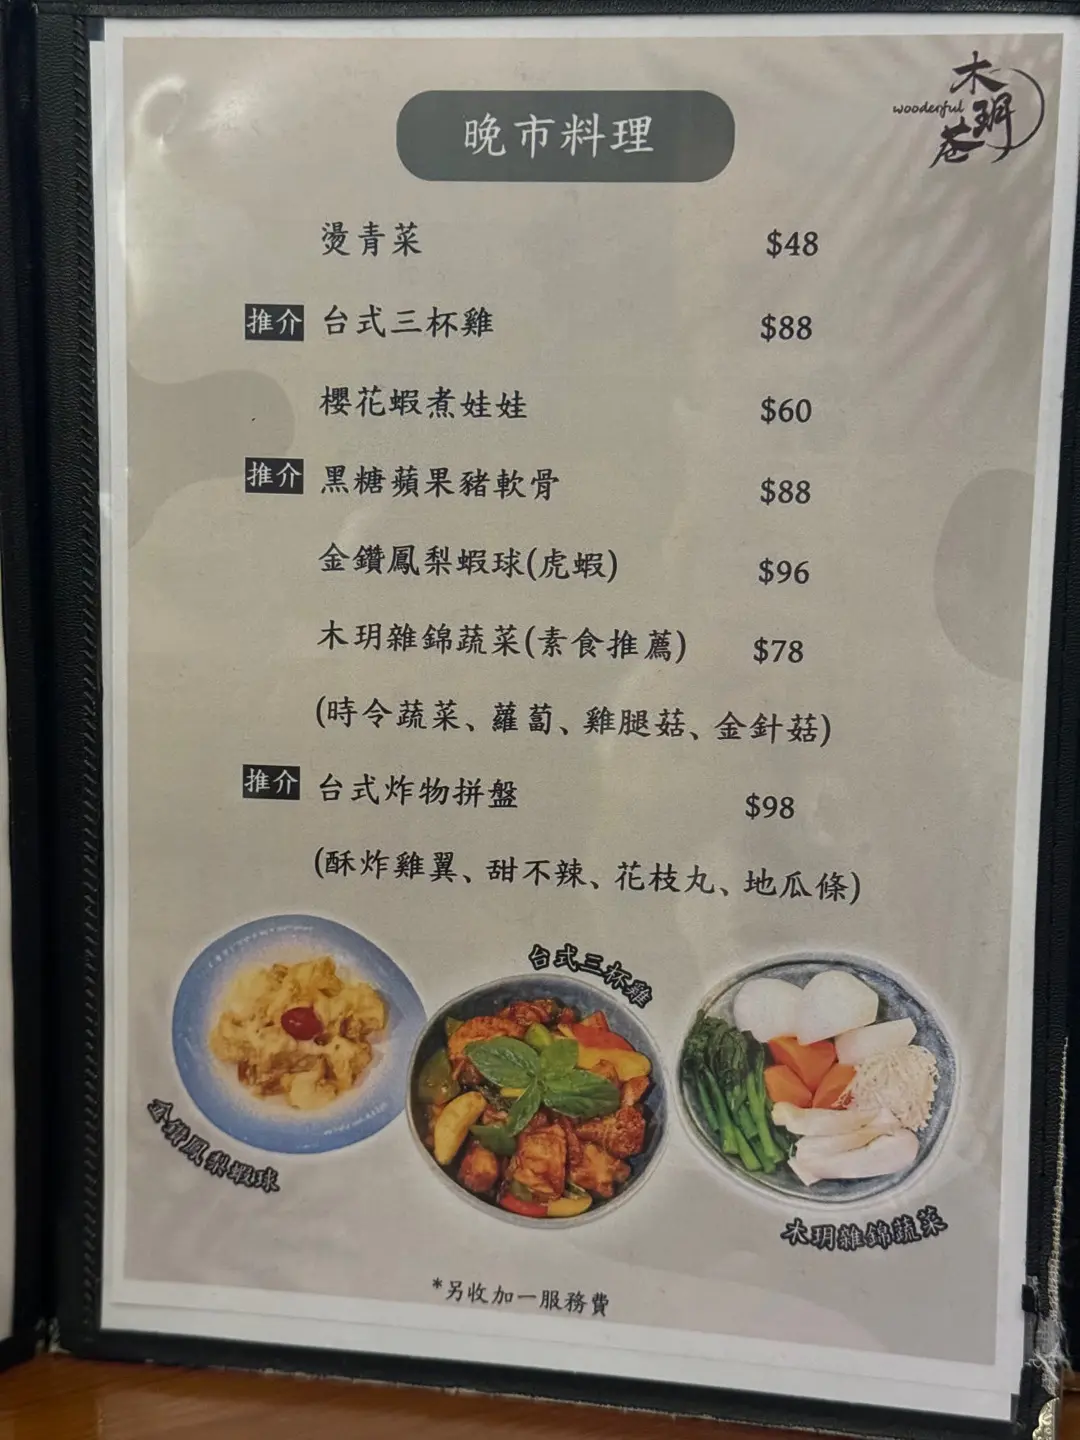 木玥巷
wooderful
晚市料理
燙青菜 $48
推介 台式三杯雞 $88
櫻花蝦煮娃娃 $60
推介 黑糖蘋果豬軟骨 $88
金鑽鳳梨蝦球(虎蝦) $96
木玥雜錦蔬菜(素食推薦) $78
(時令蔬菜、蘿蔔、雞腿菇、金針菇)
推介 台式炸物拼盤 $98
(酥炸雞翼、甜不辣、花枝丸、地瓜條)
金鑽鳳梨蝦球
台式三杯雞
木玥雜錦蔬菜
*另收加一服務費